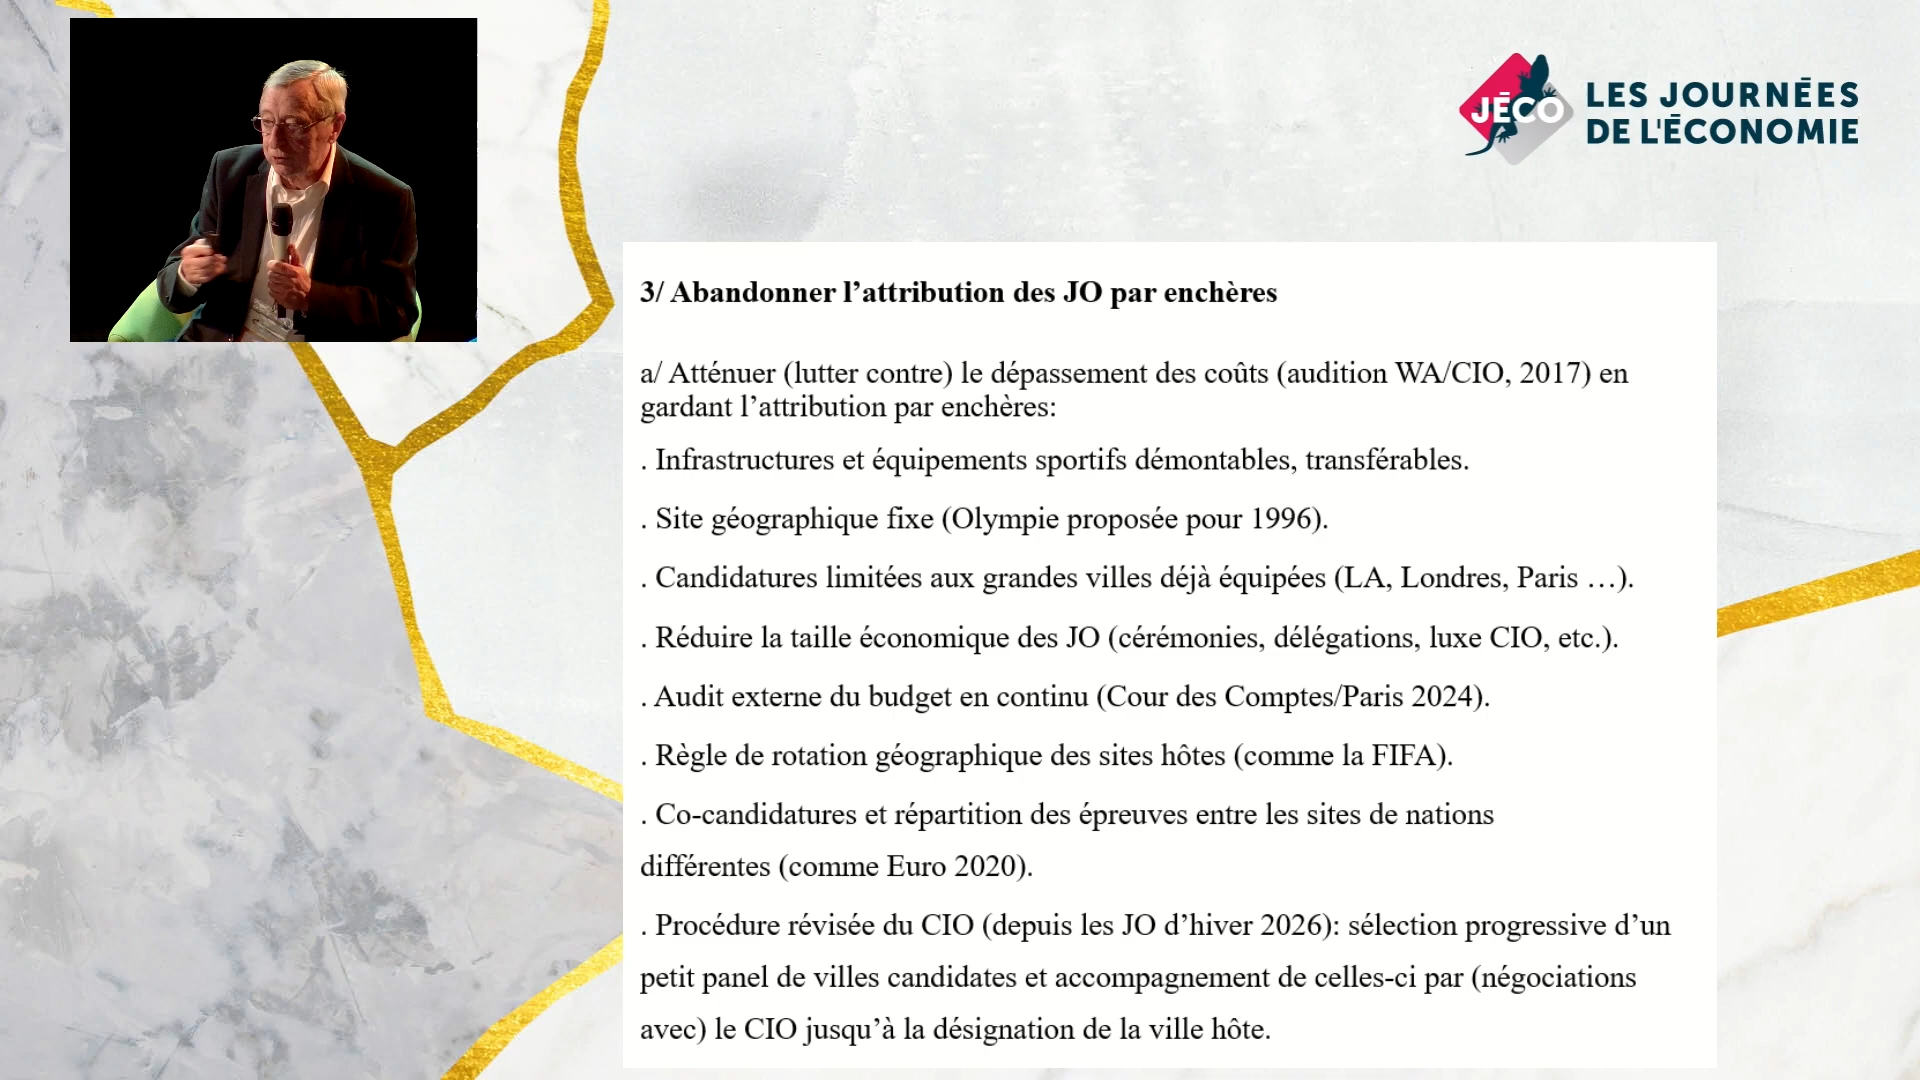 JÉCO
LES JOURNÉES
DE L'ÉCONOMIE
3/ Abandonner l’attribution des JO par enchères
a/ Atténuer (lutter contre) le dépassement des coûts (audition WA/CIO, 2017) en
gardant l’attribution par enchères:
. Infrastructures et équipements sportifs démontables, transférables.
. Site géographique fixe (Olympie proposée pour 1996).
. Candidatures limitées aux grandes villes déjà équipées (LA, Londres, Paris …).
. Réduire la taille économique des JO (cérémonies, délégations, luxe CIO, etc.).
. Audit externe du budget en continu (Cour des Comptes/Paris 2024).
. Règle de rotation géographique des sites hôtes (comme la FIFA).
. Co-candidatures et répartition des épreuves entre les sites de nations
différentes (comme Euro 2020).
. Procédure révisée du CIO (depuis les JO d’hiver 2026): sélection progressive d’un
petit panel de villes candidates et accompagnement de celles-ci par (négociations
avec) le CIO jusqu’à la désignation de la ville hôte.